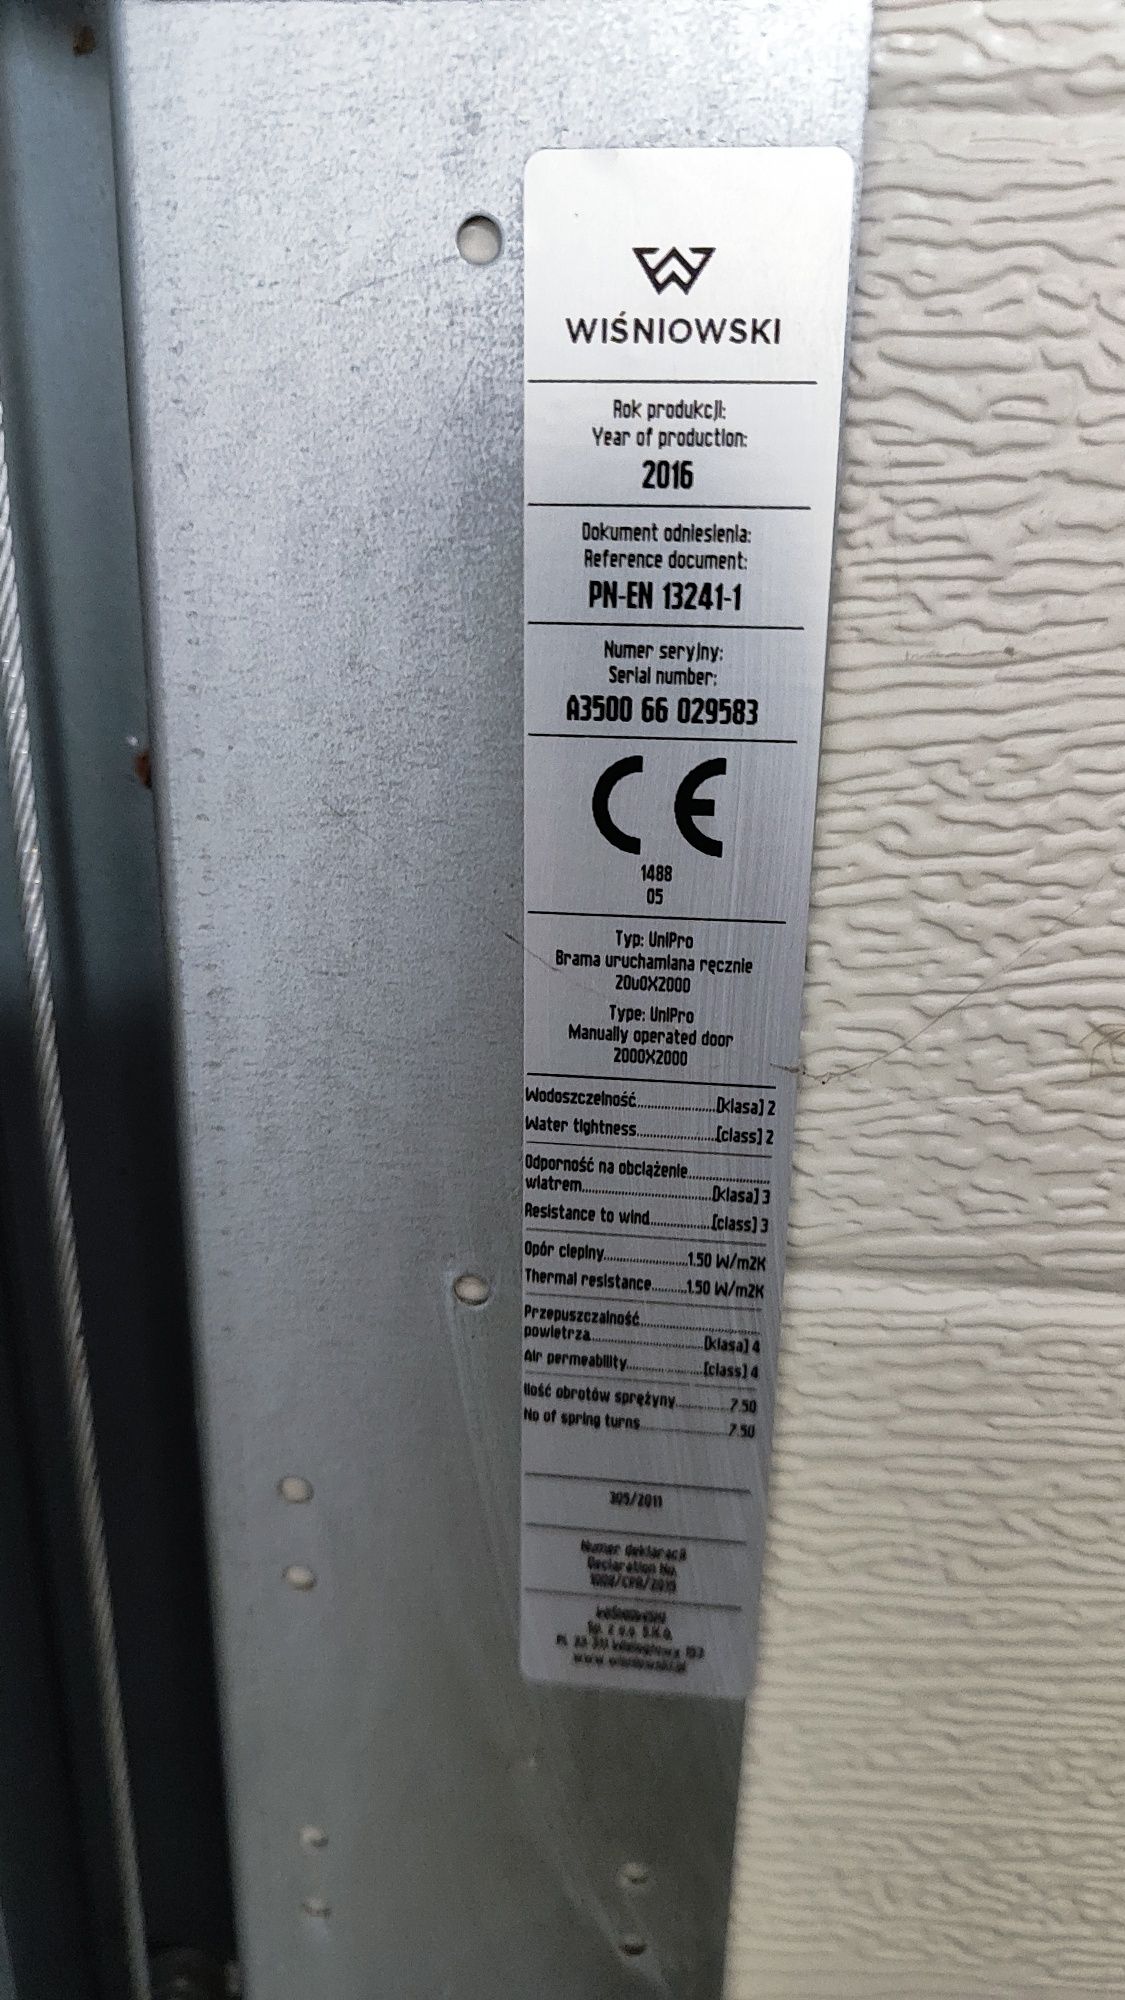 WIŚNIOWSKI
Rok produkcji:
Year of production:
2016
Dokument odniesienia:
Reference document:
PN-EN 13241-1
Numer seryjny:
Serial number:
A3500 66 029583
CE
1488
05
Typ: UniPro
Brama uruchamiana ręcznie
2000X2000
Type: UniPro
Manually operated door
2000X2000
Wodoszczelność......................[klasa] 2
Water tightness.......................[class] 2
Odporność na obciążenie.....................
wiatrem...................................[klasa] 3
Resistance to wind.................[class] 3
Opór cieplny.......................1.50 W/m2K
Thermal resistance..........1.50 W/m2K
Przepuszczalność................................
powietrza...............................[klasa] 4
Air permeability.....................[class] 4
Ilość obrotów sprężyny..............7.50
No of spring turns........................7.50
305/2011
Numer deklaracji
Declaration No.
WIŚNIOWSKI
Sp. z o.o. S.K.A.
www.wisniowski.pl